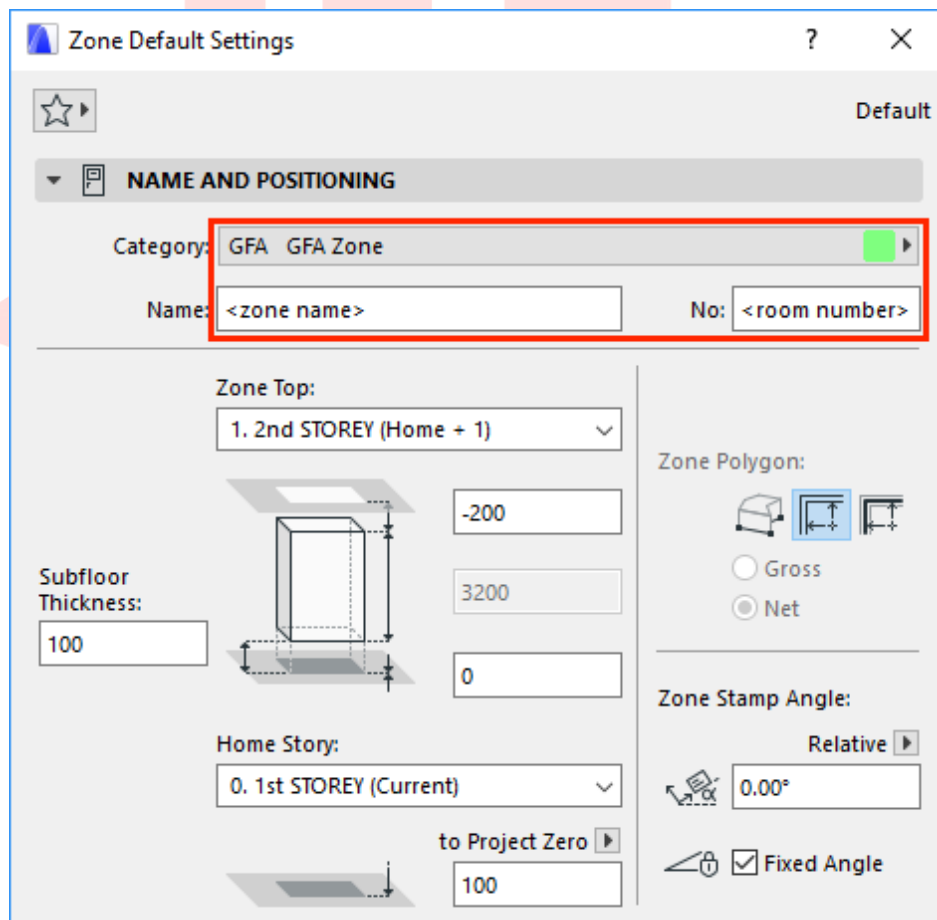 Zone Default Settings ?
Default
NAME AND POSITIONING
Category: GFA GFA Zone
Name: <zone name> No: <room number>
Zone Top:
1. 2nd STOREY (Home + 1)
Zone Polygon:
-200
Gross
Subfloor
Thickness:
3200
Net
100
0
Zone Stamp Angle:
Home Story:
Relative
0. 1st STOREY (Current)
0.00°
to Project Zero
Fixed Angle
100